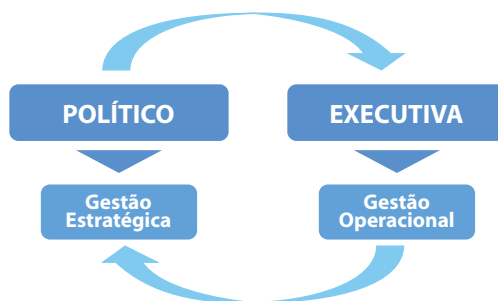 POLÍTICO
EXECUTIVA
Gestão
Estratégica
Gestão
Operacional